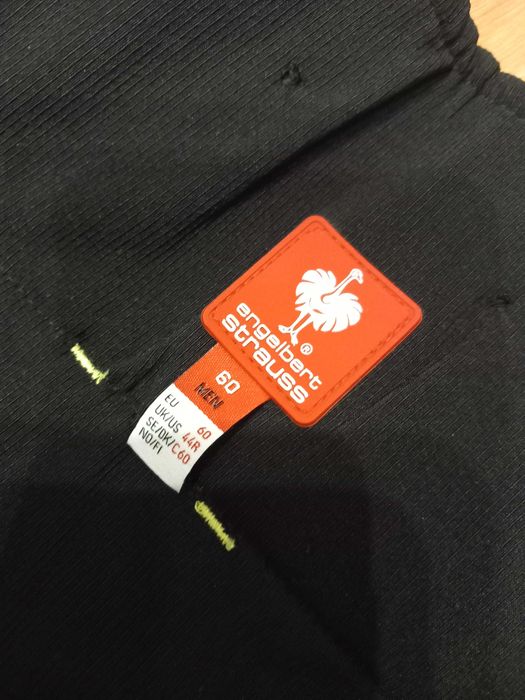 engelbert
strauss®
60
MEN
EU 60
UK/US 44R
SE/DK/ C60
NO/FI